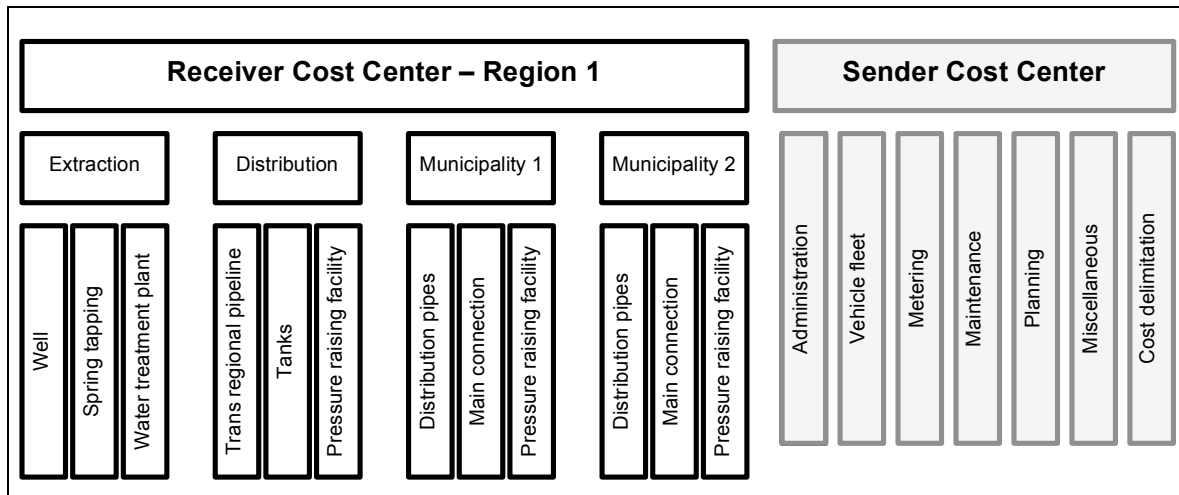 Receiver Cost Center – Region 1
Sender Cost Center
Extraction
Distribution
Municipality 1
Municipality 2
Well
Spring tapping
Water treatment plant
Trans regional pipeline
Tanks
Pressure raising facility
Distribution pipes
Main connection
Pressure raising facility
Distribution pipes
Main connection
Pressure raising facility
Administration
Vehicle fleet
Metering
Maintenance
Planning
Miscellaneous
Cost delimitation